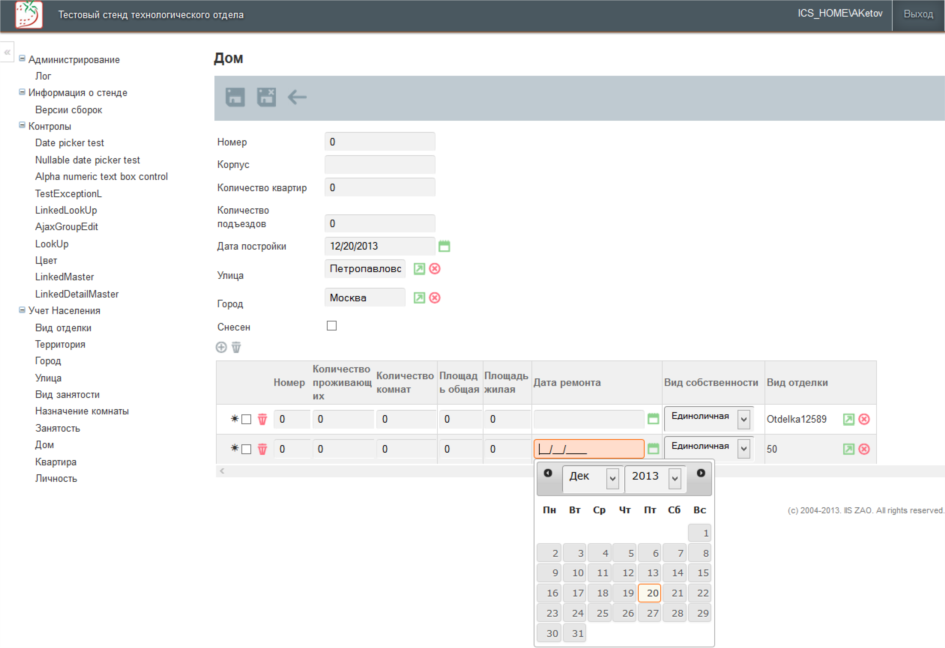 Тестовый стенд технологического отдела
ICS_HOME\AKetov
Выход
«
Администрирование
Лог
Информация о стенде
Версии сборок
Контролы
Date picker test
Nullable date picker test
Alpha numeric text box control
TestExceptionL
LinkedLookUp
AjaxGroupEdit
LookUp
Цвет
LinkedMaster
LinkedDetailMaster
Учет Населения
Вид отделки
Территория
Город
Улица
Вид занятости
Назначение комнаты
Занятость
Дом
Квартира
Личность
Дом
Номер 0
Корпус
Количество квартир 0
Количество
подъездов 0
Дата постройки 12/20/2013
Улица Петропавловс
Город Москва
Снесен
Номер
Количество
проживающ
их
Количество
комнат
Площад
ь общая
Площадь
жилая
Дата ремонта
Вид собственности
Вид отделки
0 0 0 0 0 Единоличная Otdelka12589
0 0 0 0 0 __/__/____ Единоличная 50
Дек 2013
Пн Вт Ср Чт Пт Сб Вс
1
2 3 4 5 6 7 8
9 10 11 12 13 14 15
16 17 18 19 20 21 22
23 24 25 26 27 28 29
30 31
(c) 2004-2013. IIS ZAO. All rights reserved.